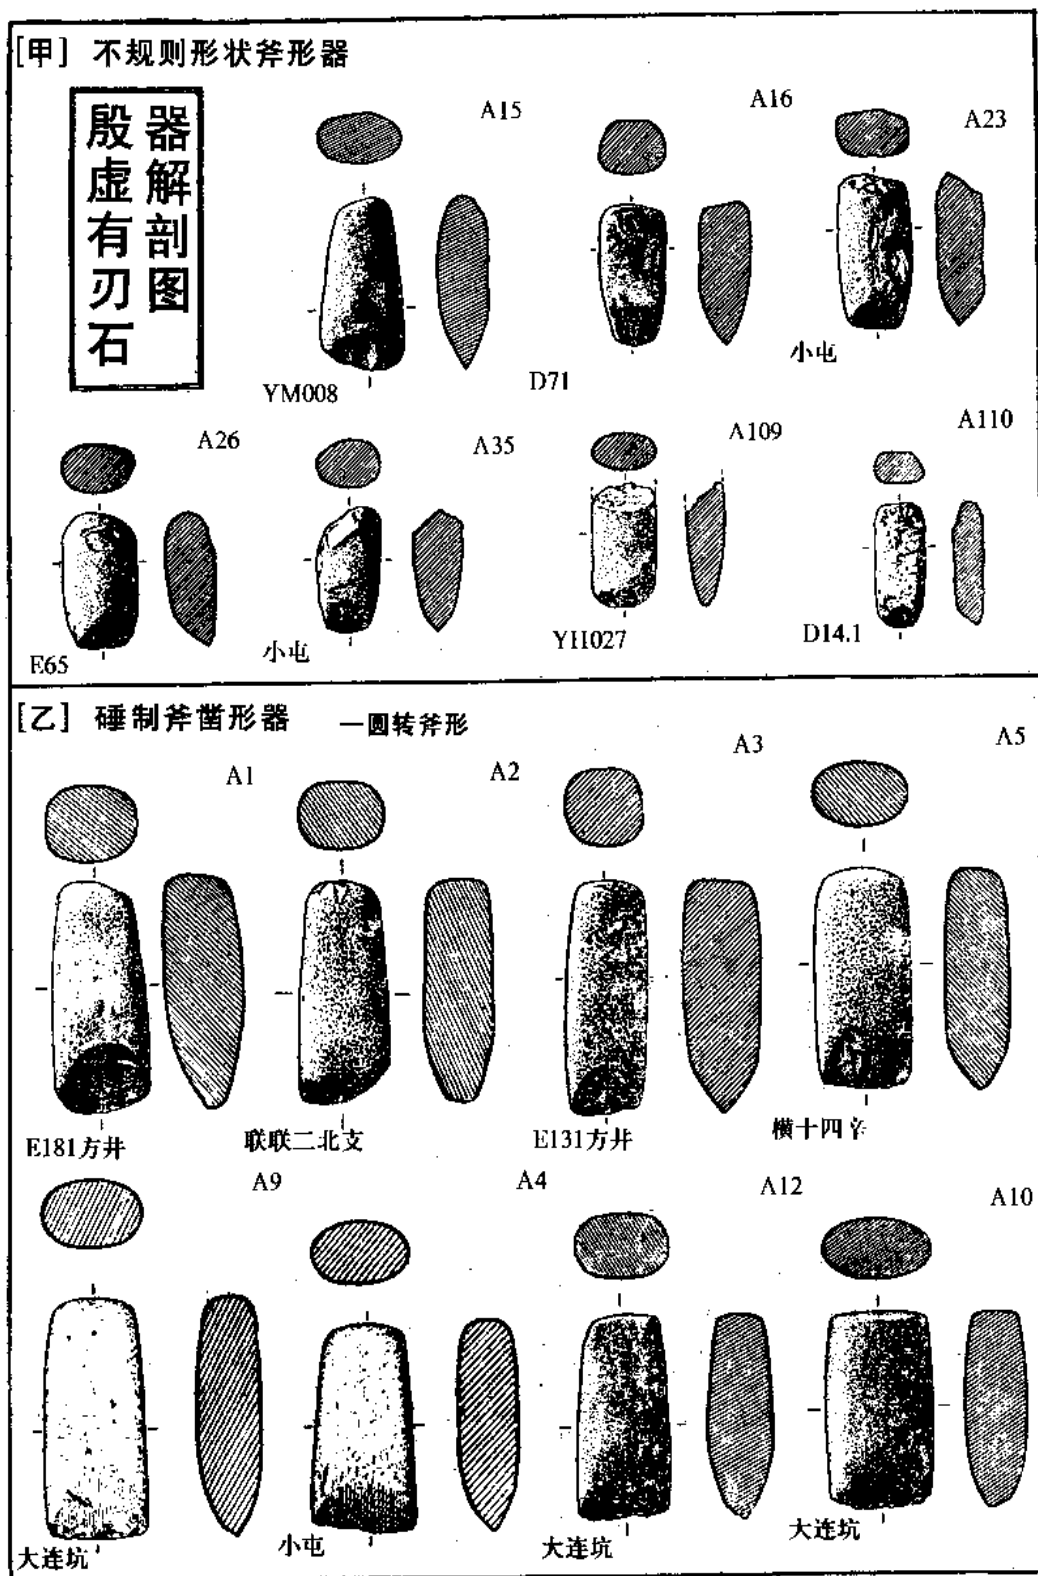 [甲] 不规则形状斧形器
殷虚有刃石
器解剖图
A15
A16
A23
YM008
D71
小屯
A26
A35
A109
A110
E65
小屯
YH027
D14.1
[乙] 硾制斧凿形器 —圆转斧形
A1
A2
A3
A5
E181方井
联联二北支
E131方井
横十四
A9
A4
A12
A10
大连坑
小屯
大连坑
大连坑